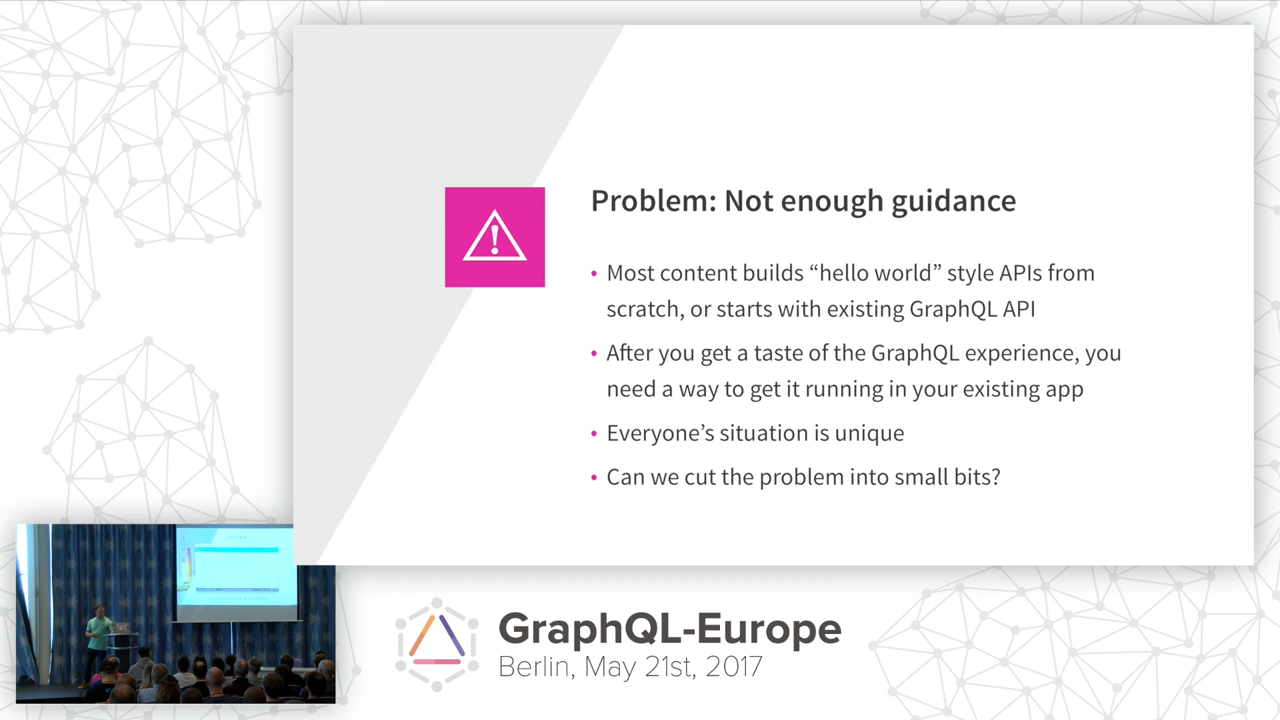 Problem: Not enough guidance
• Most content builds “hello world” style APIs from
scratch, or starts with existing GraphQL API
• After you get a taste of the GraphQL experience, you
need a way to get it running in your existing app
• Everyone’s situation is unique
• Can we cut the problem into small bits?
GraphQL-Europe
Berlin, May 21st, 2017